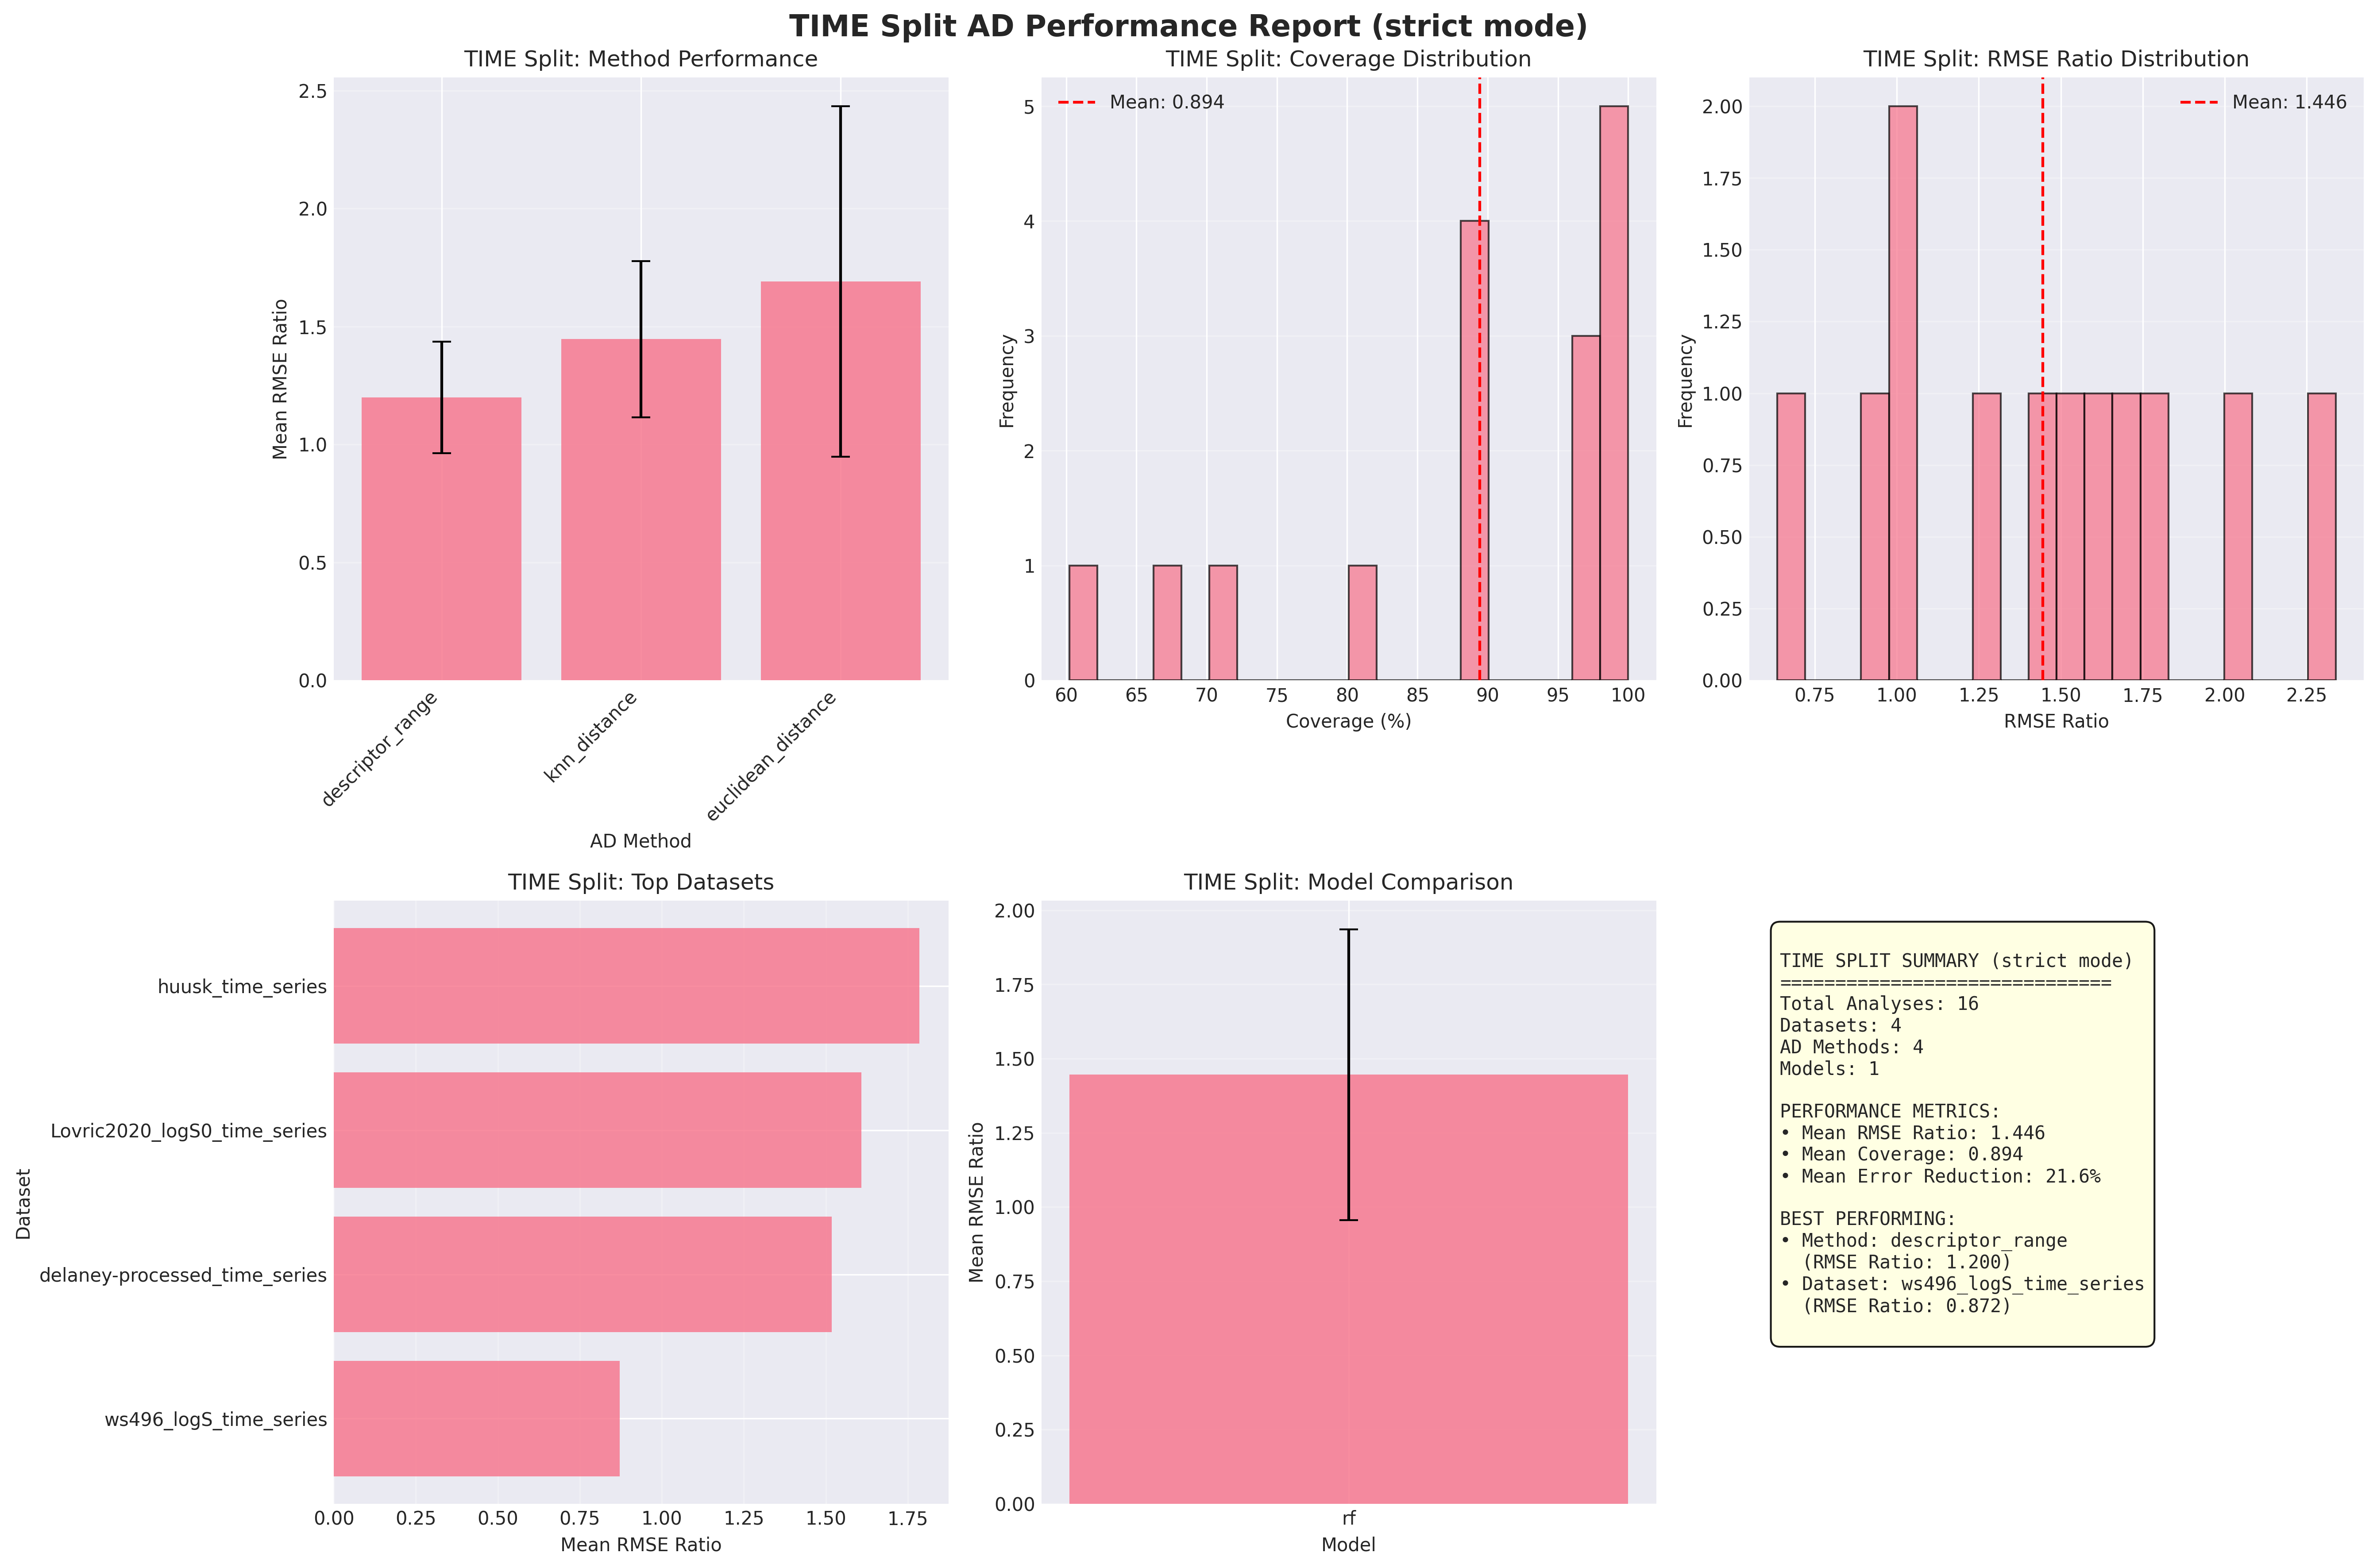 TIME Split AD Performance Report (strict mode)
TIME Split: Method Performance
Mean RMSE Ratio
2.5
2.0
1.5
1.0
0.5
0.0
descriptor_range
knn_distance
euclidean_distance
AD Method
TIME Split: Coverage Distribution
Mean: 0.894
Frequency
5
4
3
2
1
0
60 65 70 75 80 85 90 95 100
Coverage (%)
TIME Split: RMSE Ratio Distribution
Mean: 1.446
Frequency
2.00
1.75
1.50
1.25
1.00
0.75
0.50
0.25
0.00
0.75 1.00 1.25 1.50 1.75 2.00 2.25
RMSE Ratio
TIME Split: Top Datasets
Dataset
huusk_time_series
Lovric2020_logS0_time_series
delaney-processed_time_series
ws496_logS_time_series
0.00 0.25 0.50 0.75 1.00 1.25 1.50 1.75
Mean RMSE Ratio
TIME Split: Model Comparison
Mean RMSE Ratio
2.00
1.75
1.50
1.25
1.00
0.75
0.50
0.25
0.00
rf
Model
TIME SPLIT SUMMARY (strict mode)
==============================
Total Analyses: 16
Datasets: 4
AD Methods: 4
Models: 1
PERFORMANCE METRICS:
• Mean RMSE Ratio: 1.446
• Mean Coverage: 0.894
• Mean Error Reduction: 21.6%
BEST PERFORMING:
• Method: descriptor_range
(RMSE Ratio: 1.200)
• Dataset: ws496_logS_time_series
(RMSE Ratio: 0.872)